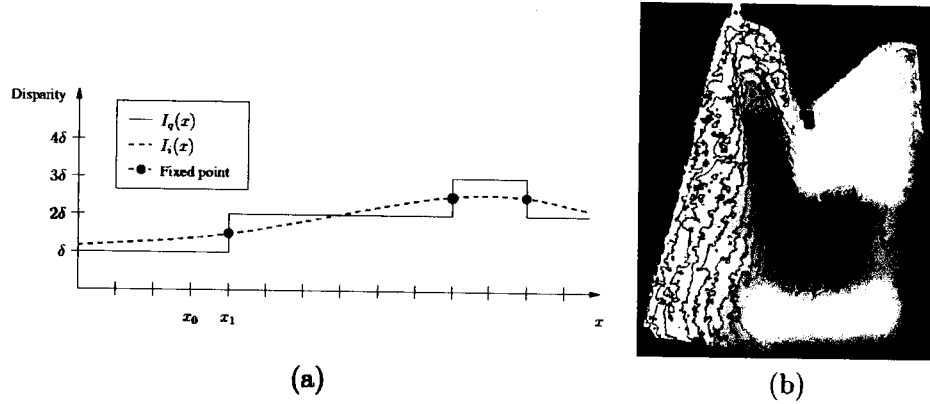 Disparity
I_q(x)
I_i(x)
Fixed point
4δ
3δ
2δ
δ
x_0 x_1 x
(a)
(b)